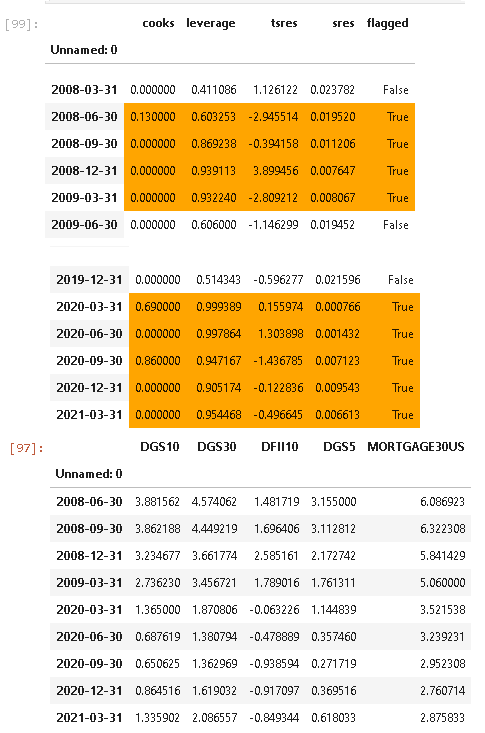 [99]:
cooks leverage tsres sres flagged
Unnamed: 0
2008-03-31 0.000000 0.411086 1.126122 0.023782 False
2008-06-30 0.130000 0.603253 -2.945514 0.019520 True
2008-09-30 0.000000 0.869238 -0.394158 0.011206 True
2008-12-31 0.000000 0.939113 3.899456 0.007647 True
2009-03-31 0.000000 0.932240 -2.809212 0.008067 True
2009-06-30 0.000000 0.606000 -1.146299 0.019452 False
2019-12-31 0.000000 0.514343 -0.596277 0.021596 False
2020-03-31 0.690000 0.999389 0.155974 0.000766 True
2020-06-30 0.000000 0.997864 1.303898 0.001432 True
2020-09-30 0.860000 0.947167 -1.436785 0.007123 True
2020-12-31 0.000000 0.905174 -0.122836 0.009543 True
2021-03-31 0.000000 0.954468 -0.496645 0.006613 True
[97]:
DGS10 DGS30 DFII10 DGS5 MORTGAGE30US
Unnamed: 0
2008-06-30 3.881562 4.574062 1.481719 3.155000 6.086923
2008-09-30 3.862188 4.449219 1.696406 3.112812 6.322308
2008-12-31 3.234677 3.661774 2.585161 2.172742 5.841429
2009-03-31 2.736230 3.456721 1.789016 1.761311 5.060000
2020-03-31 1.365000 1.870806 -0.063226 1.144839 3.521538
2020-06-30 0.687619 1.380794 -0.478889 0.357460 3.239231
2020-09-30 0.650625 1.362969 -0.938594 0.271719 2.952308
2020-12-31 0.864516 1.619032 -0.917097 0.369516 2.760714
2021-03-31 1.335902 2.086557 -0.849344 0.618033 2.875833